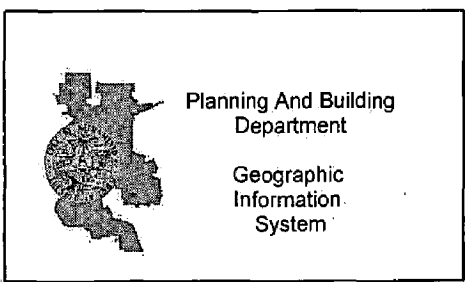 Planning And Building
Department
Geographic
Information
System